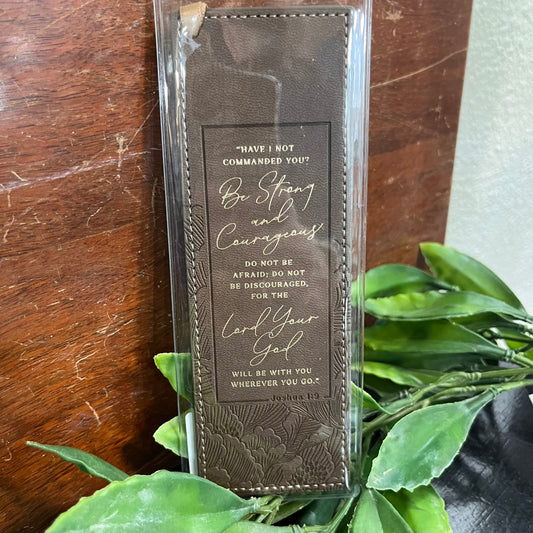 "HAVE I NOT
COMMANDED YOU?
Be Strong
and
Courageous
DO NOT BE
AFRAID; DO NOT
BE DISCOURAGED,
FOR THE
Lord Your
God
WILL BE WITH YOU
WHEREVER YOU GO."
Joshua 1:9